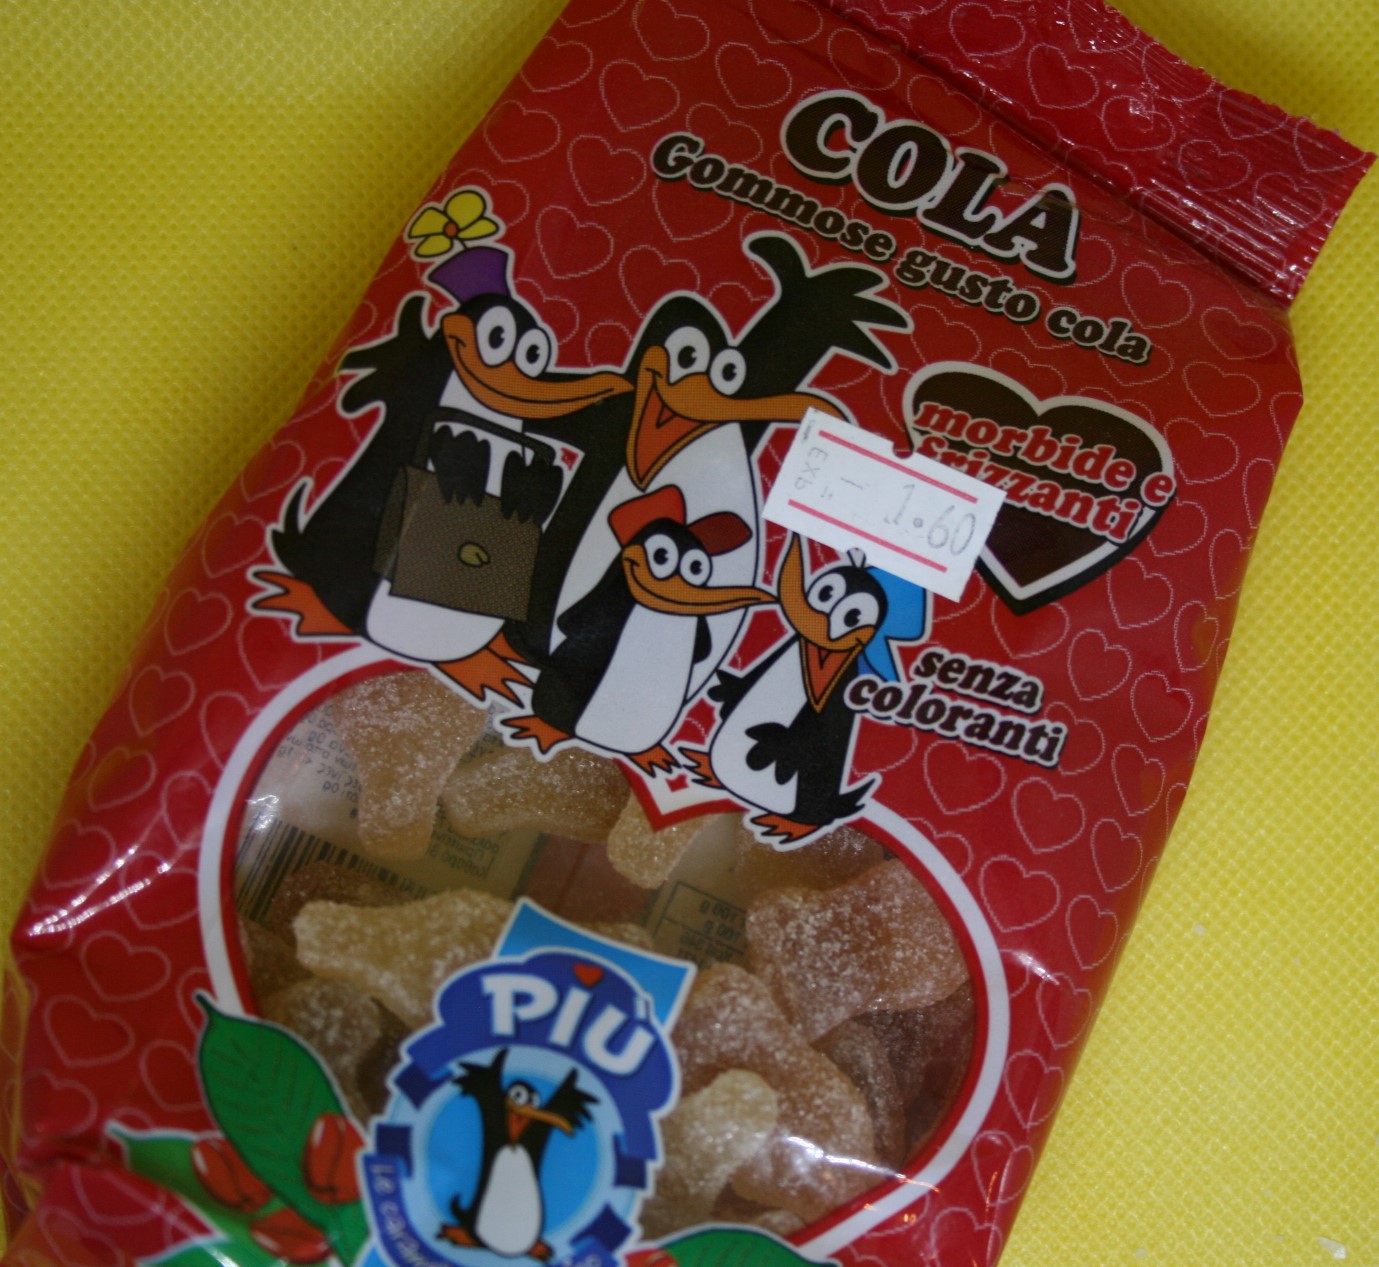 COLA
Gommose gusto cola
morbide e
frizzanti
EXP
1.60
senza
coloranti
PIÙ